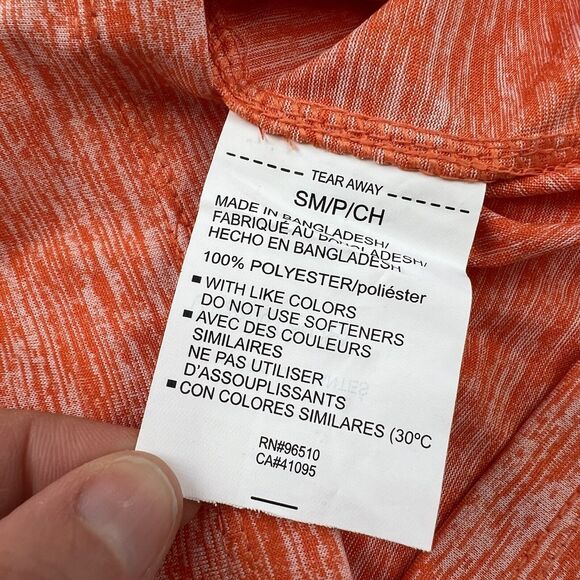 TEAR AWAY
SM/P/CH
MADE IN BANGLADESH/
FABRIQUÉ AU BANGLADESH/
HECHO EN BANGLADESH
100% POLYESTER/poliéster
▪ WITH LIKE COLORS
DO NOT USE SOFTENERS
▪ AVEC DES COULEURS
SIMILAIRES
NE PAS UTILISER
D'ASSOUPLISSANTS
▪ CON COLORES SIMILARES (30°C
RN#96510
CA#41095